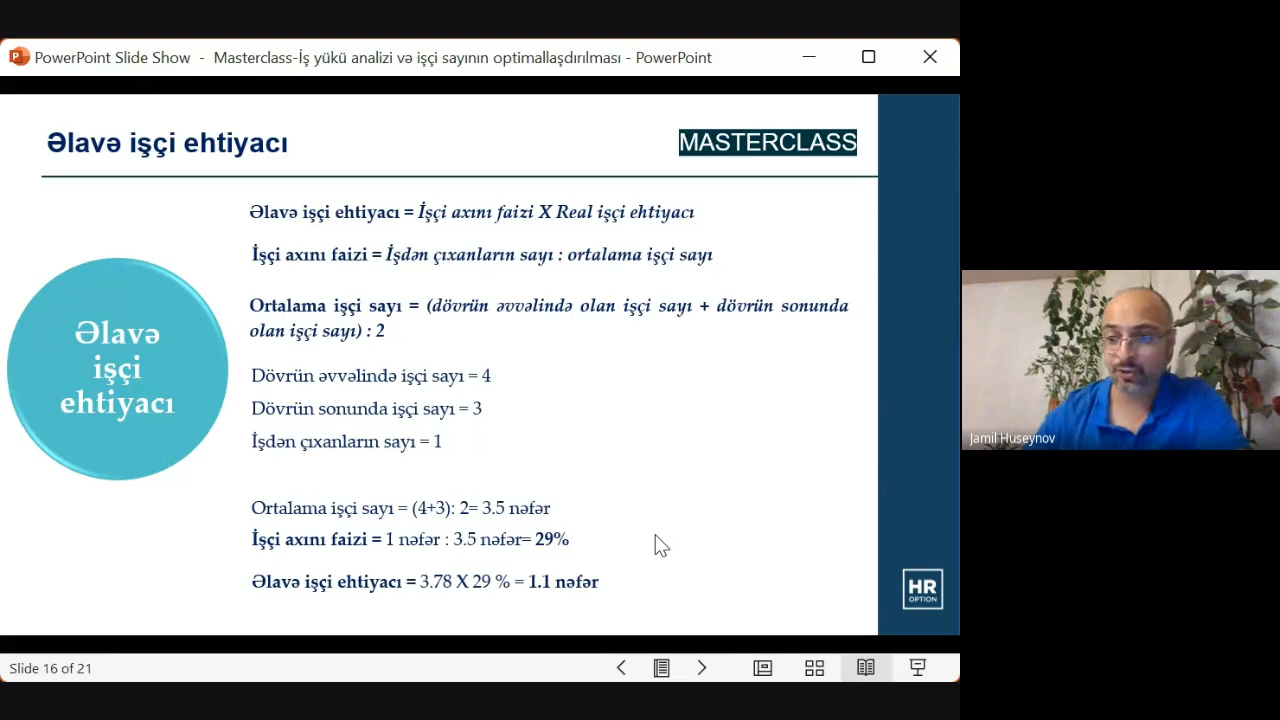 PowerPoint Slide Show - Masterclass-İş yükü analizi və işçi sayının optimallaşdırılması - PowerPoint
Əlavə işçi ehtiyacı
MASTERCLASS
Əlavə işçi ehtiyacı = İşçi axını faizi X Real işçi ehtiyacı
İşçi axını faizi = İşdən çıxanların sayı : ortalama işçi sayı
Ortalama işçi sayı = (dövrün əvvəlində olan işçi sayı + dövrün sonunda
olan işçi sayı) : 2
Əlavə
işçi
ehtiyacı
Dövrün əvvəlində işçi sayı = 4
Dövrün sonunda işçi sayı = 3
İşdən çıxanların sayı = 1
Ortalama işçi sayı = (4+3): 2= 3.5 nəfər
İşçi axını faizi = 1 nəfər : 3.5 nəfər= 29%
Əlavə işçi ehtiyacı = 3.78 X 29 % = 1.1 nəfər
HR
OPTION
Jamil Huseynov
Slide 16 of 21